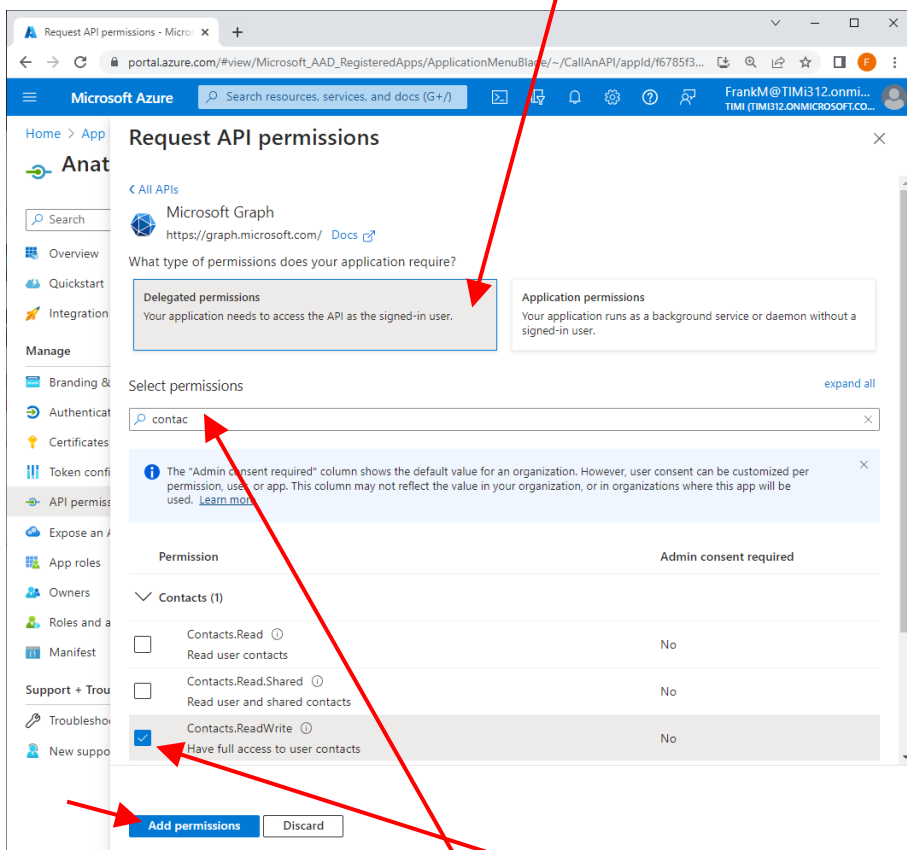 Request API permissions - Micros
portal.azure.com/#view/Microsoft_AAD_RegisteredApps/ApplicationMenuBlade/~/CallAnAPI/appId/f6785f3...
F
Microsoft Azure
Search resources, services, and docs (G+/)
FrankM@TIMi312.onmi...
TIMI (TIMI312.ONMICROSOFT.CO...
Home > App
Request API permissions
Anat
All APIs
Search
Microsoft Graph
https://graph.microsoft.com/ Docs
Overview
What type of permissions does your application require?
Quickstart
Integration
Delegated permissions
Your application needs to access the API as the signed-in user.
Application permissions
Your application runs as a background service or daemon without a
signed-in user.
Manage
Branding &
Select permissions
expand all
Authenticat
contac
Certificates
Token confi
The "Admin consent required" column shows the default value for an organization. However, user consent can be customized per
permission, user, or app. This column may not reflect the value in your organization, or in organizations where this app will be
used. Learn more
API permiss
Expose an A
App roles
Permission
Admin consent required
Owners
Contacts (1)
Roles and a
Manifest
Contacts.Read
Read user contacts
No
Support + Trou
Contacts.Read.Shared
Read user and shared contacts
No
Troublesho
Contacts.ReadWrite
Have full access to user contacts
No
New suppo
Add permissions
Discard